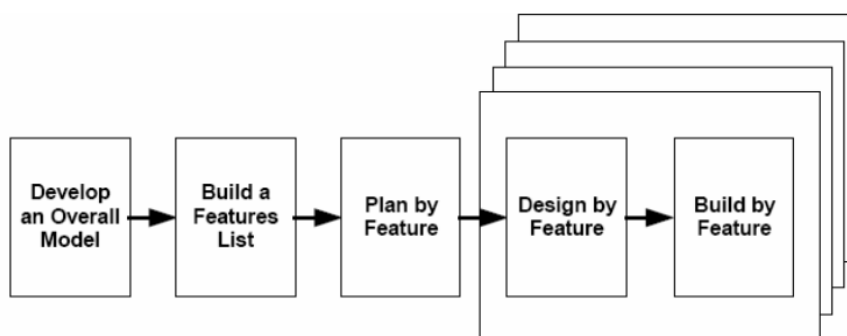 Develop
an Overall
Model
Build a
Features
List
Plan by
Feature
Design by
Feature
Build by
Feature